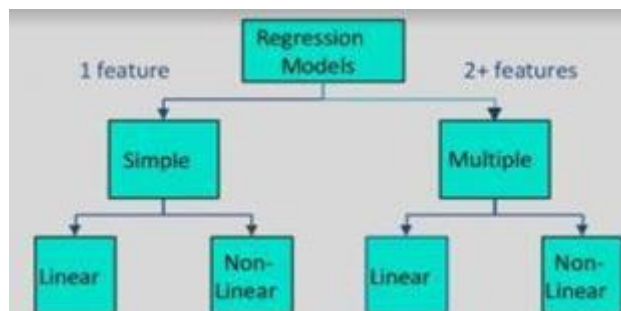 Regression
Models
1 feature
2+ features
Simple
Multiple
Linear
Non-
Linear
Linear
Non-
Linear